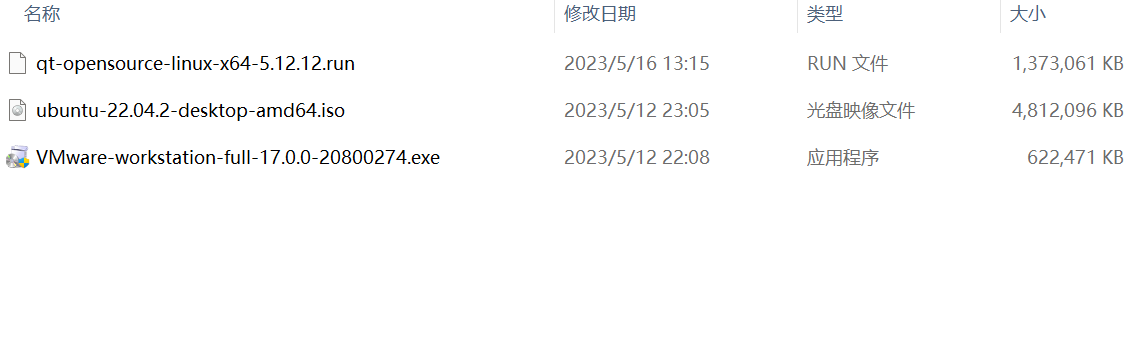 名称 修改日期 类型 大小
qt-opensource-linux-x64-5.12.12.run 2023/5/16 13:15 RUN 文件 1,373,061 KB
ubuntu-22.04.2-desktop-amd64.iso 2023/5/12 23:05 光盘映像文件 4,812,096 KB
VMware-workstation-full-17.0.0-20800274.exe 2023/5/12 22:08 应用程序 622,471 KB